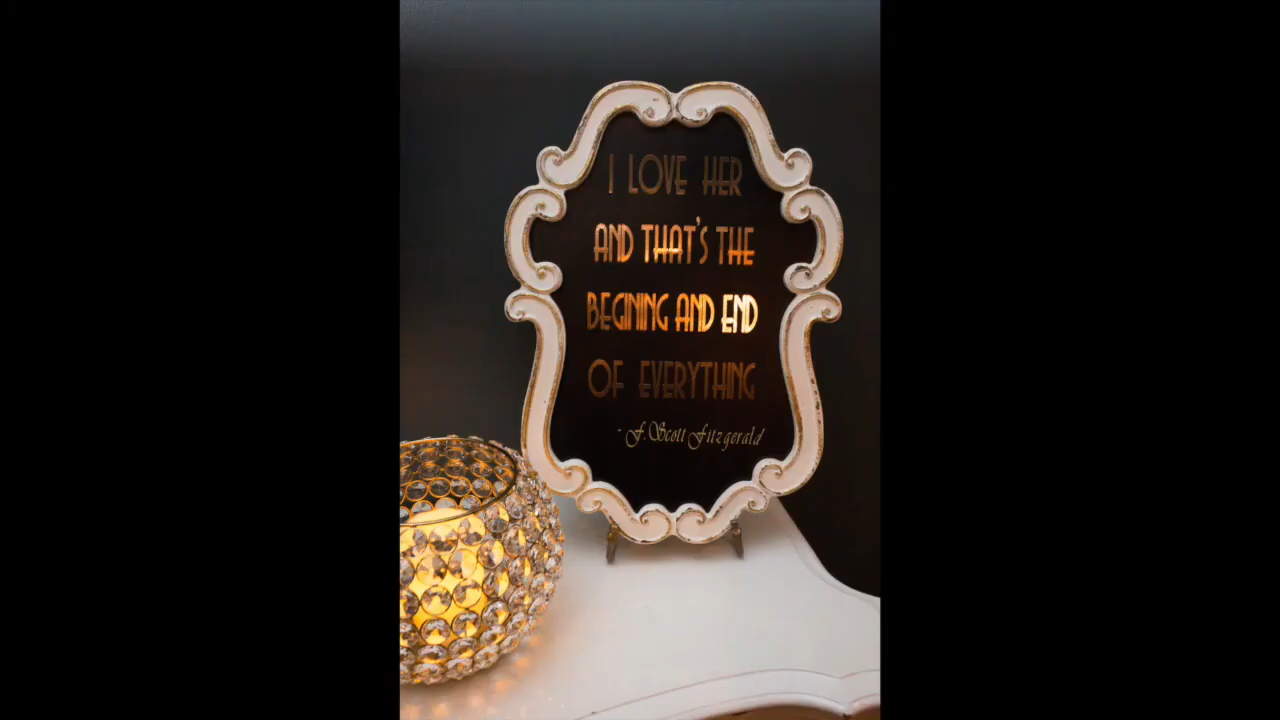 I LOVE HER
AND THAT'S THE
BEGINING AND END
OF EVERYTHING
- F. Scott Fitzgerald